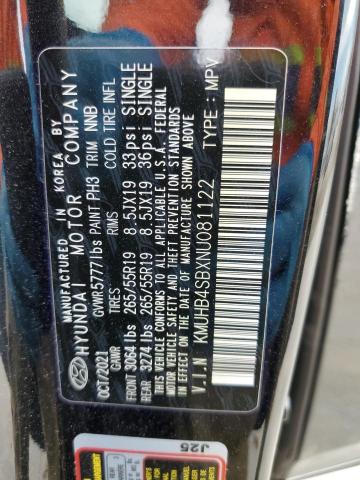 MANUFACTURED IN KOREA BY
HYUNDAI MOTOR COMPANY
OCT/2021 GVWR5777 lbs PAINT PH3 TRIM NNB
GAWR TIRES RIMS COLD TIRE INF.
FRONT 3064 lbs 265/55R19 8.5JX19 33psi SINGLE
REAR 3274 lbs 265/55R19 8.5JX19 36psi SINGLE
THIS VEHICLE CONFORMS TO ALL APPLICABLE U.S.A. FEDERAL
MOTOR VEHICLE SAFETY AND THEFT PREVENTION STANDARDS
IN EFFECT ON THE DATE OF MANUFACTURE SHOWN ABOVE.
V.I.N KMUHB4SBXNU081122 TYPE: MPV
J25